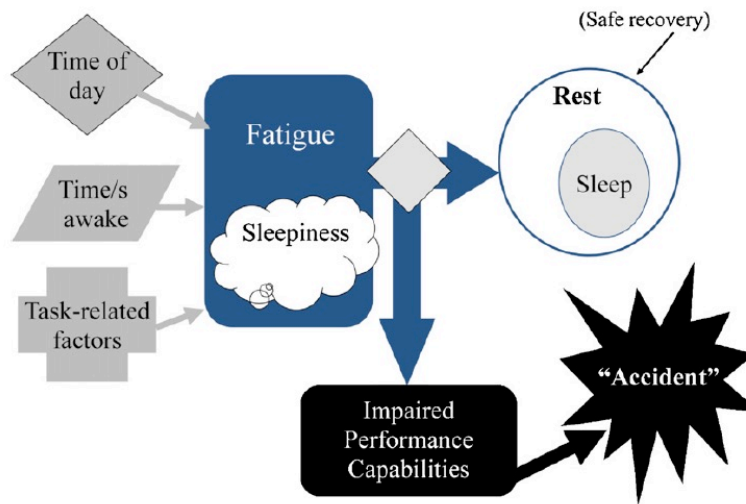 Time of
day
Time/s
awake
Task-related
factors
Fatigue
Sleepiness
(Safe recovery)
Rest
Sleep
Impaired
Performance
Capabilities
“Accident”